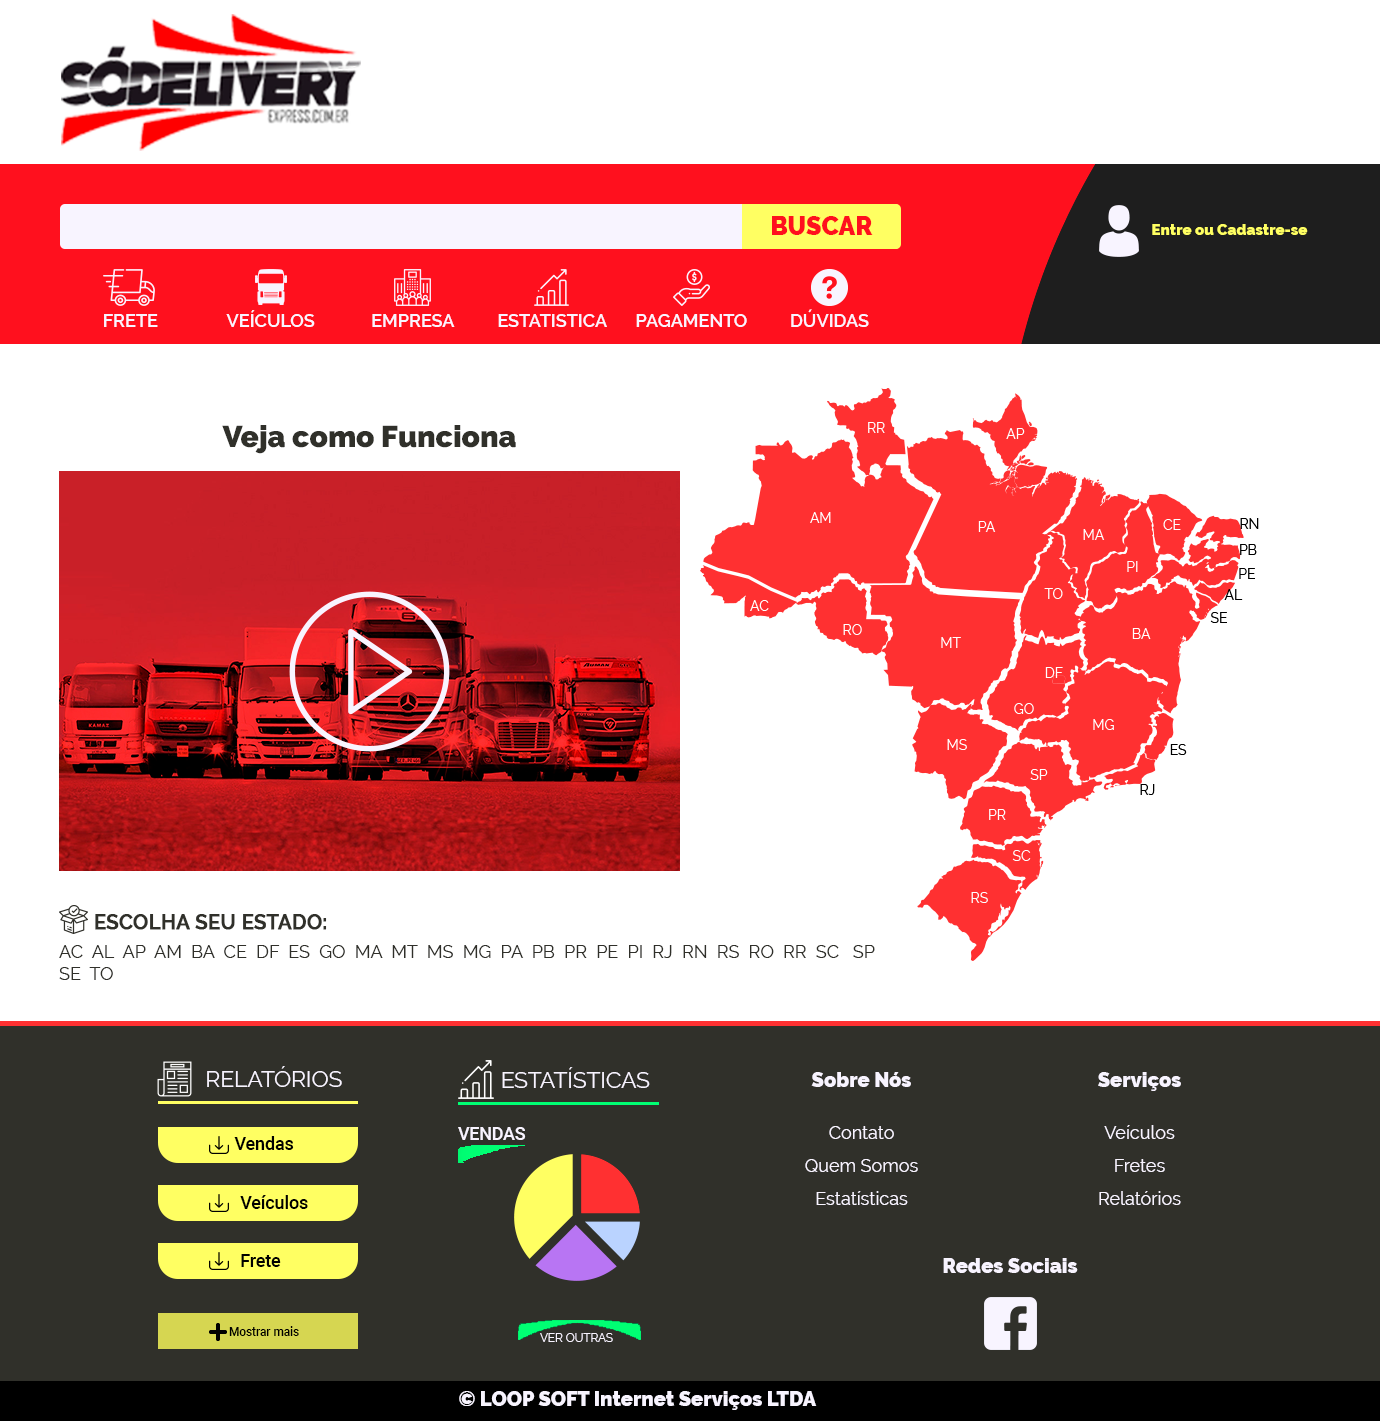 SÓDELIVERY
EXPRESS.COM.BR
BUSCAR
Entre ou Cadastre-se
FRETE VEÍCULOS EMPRESA ESTATISTICA PAGAMENTO DÚVIDAS
Veja como Funciona
KAMAZ
AUMAN
RR
AP
AM
PA
MA
CE
RN
PB
PI
PE
TO
AL
AC
SE
RO
MT
BA
DF
GO
MG
MS
ES
SP
RJ
PR
SC
RS
ESCOLHA SEU ESTADO:
AC AL AP AM BA CE DF ES GO MA MT MS MG PA PB PR PE PI RJ RN RS RO RR SC SP
SE TO
RELATÓRIOS
Vendas
Veículos
Frete
Mostrar mais
ESTATÍSTICAS
VENDAS
VER OUTRAS
Sobre Nós
Contato
Quem Somos
Estatísticas
Serviços
Veículos
Fretes
Relatórios
Redes Sociais
© LOOP SOFT Internet Serviços LTDA